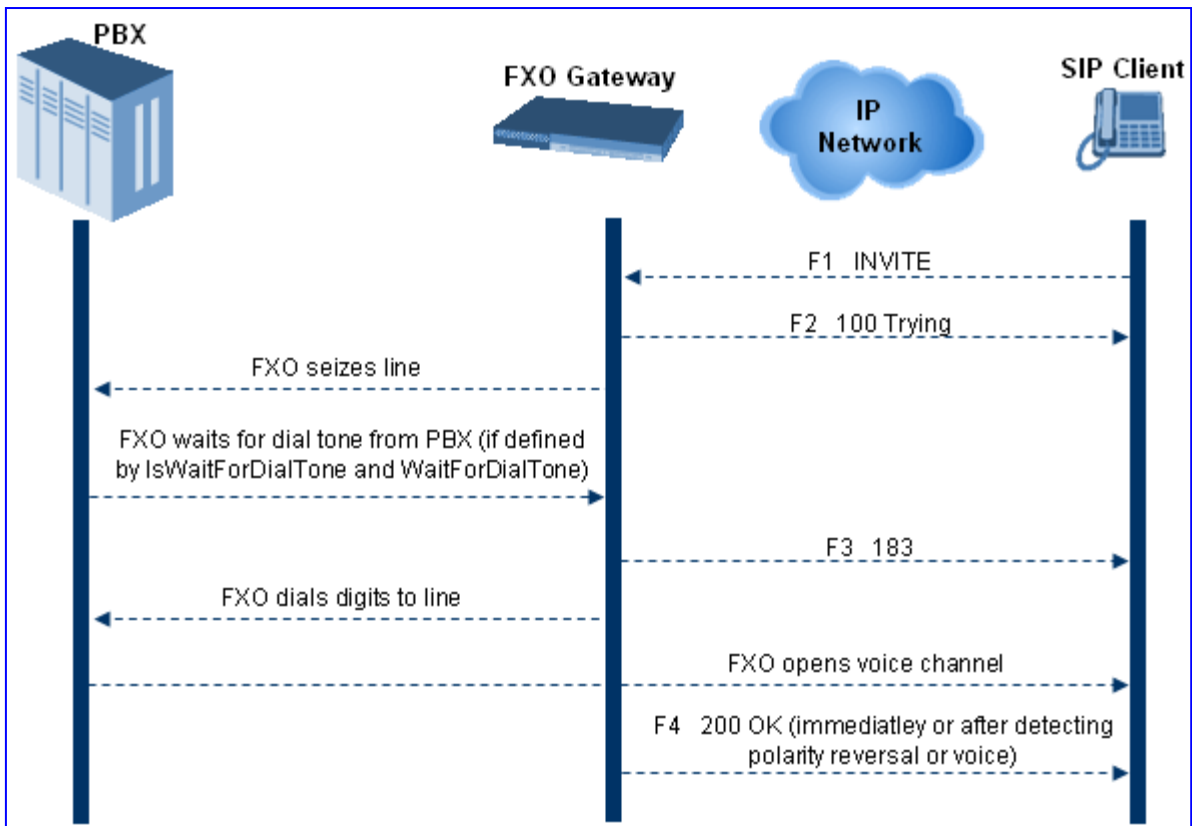 PBX
FXO Gateway
IP
Network
SIP Client
F1 INVITE
F2 100 Trying
FXO seizes line
FXO waits for dial tone from PBX (if defined
by IsWaitForDialTone and WaitForDialTone)
F3 183
FXO dials digits to line
FXO opens voice channel
F4 200 OK (immediatley or after detecting
polarity reversal or voice)